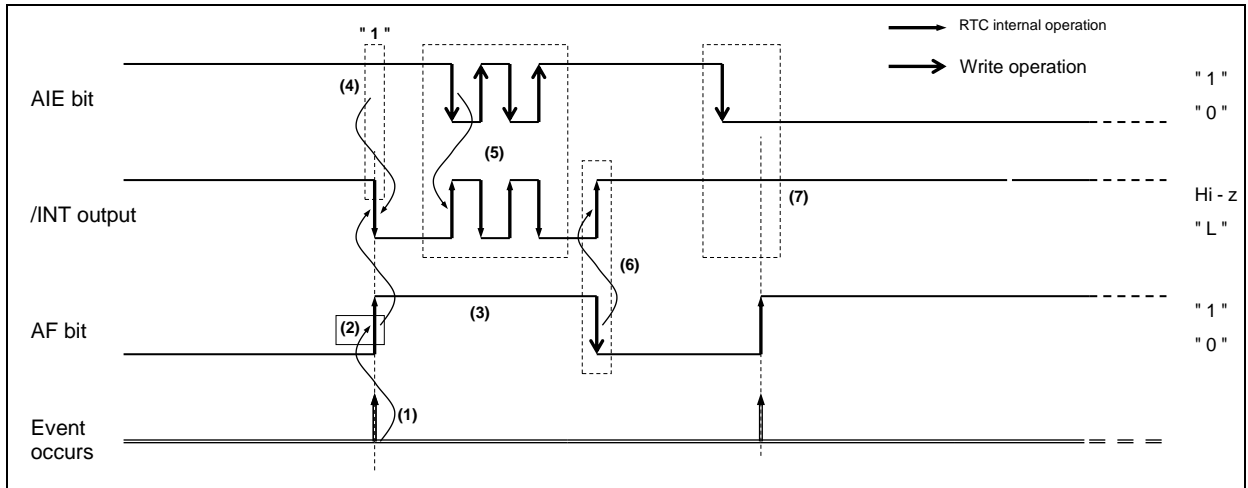 " 1 "
RTC internal operation
Write operation
AIE bit
(4)
(5)
" 1 "
" 0 "
/INT output
(7)
Hi - z
" L "
(6)
AF bit
(2)
(3)
" 1 "
" 0 "
(1)
Event
occurs